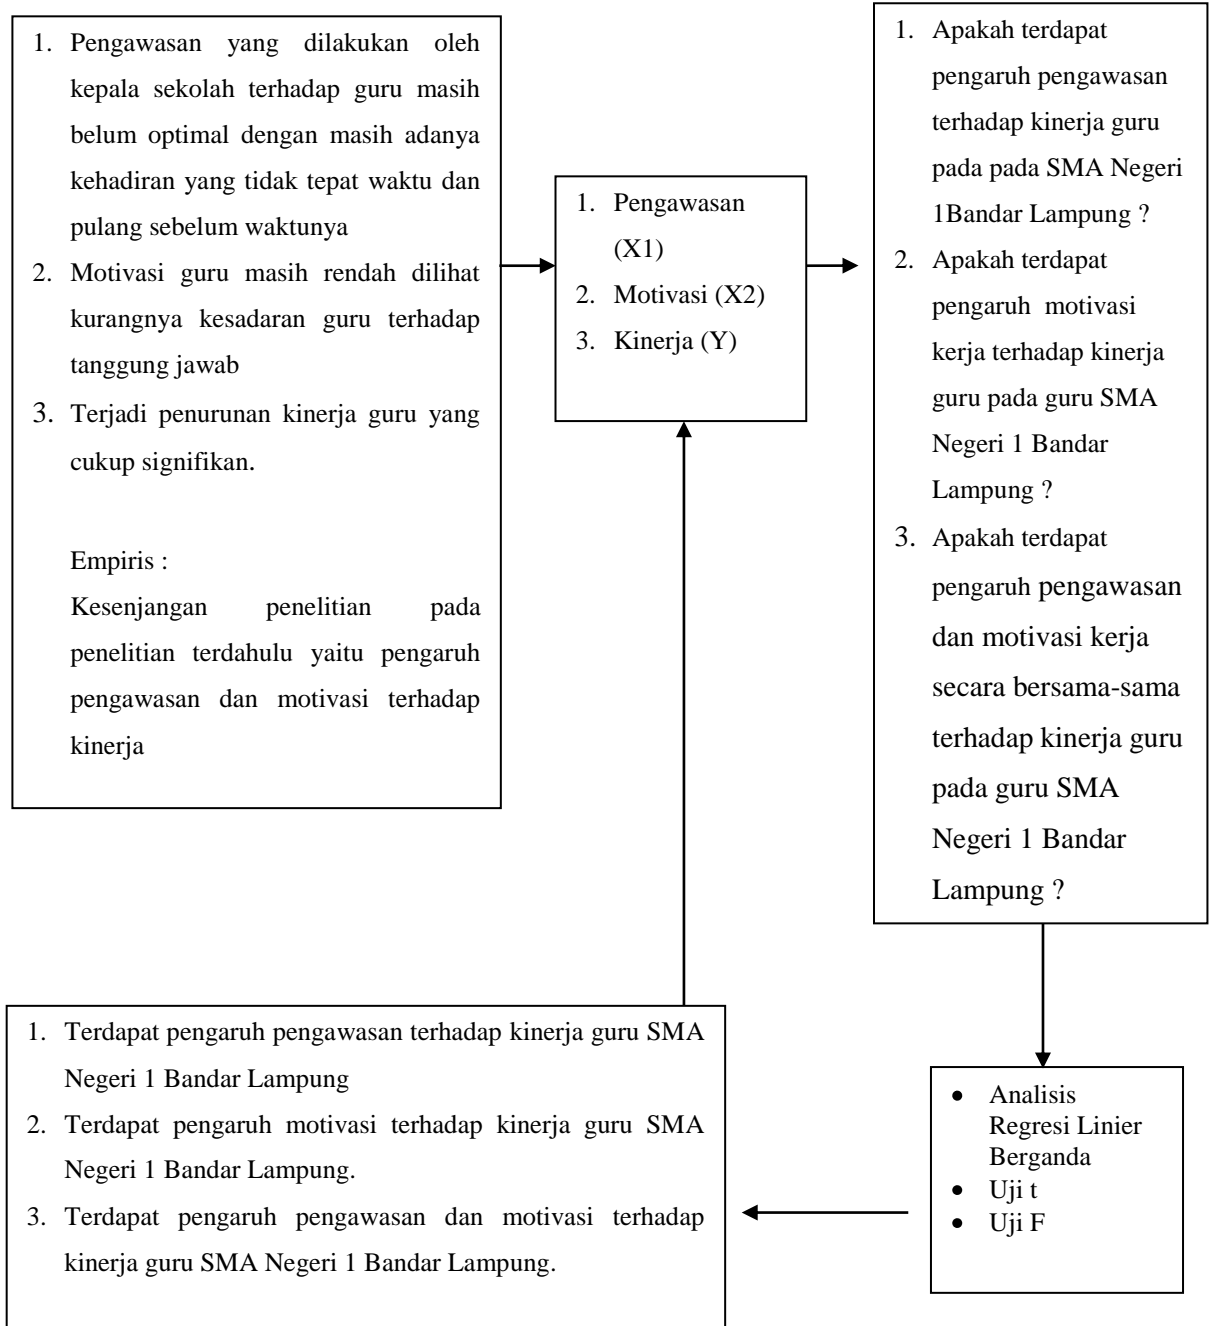 1. Pengawasan yang dilakukan oleh
kepala sekolah terhadap guru masih
belum optimal dengan masih adanya
kehadiran yang tidak tepat waktu dan
pulang sebelum waktunya
2. Motivasi guru masih rendah dilihat
kurangnya kesadaran guru terhadap
tanggung jawab
3. Terjadi penurunan kinerja guru yang
cukup signifikan.
Empiris :
Kesenjangan penelitian pada
penelitian terdahulu yaitu pengaruh
pengawasan dan motivasi terhadap
kinerja
1. Pengawasan
(X1)
2. Motivasi (X2)
3. Kinerja (Y)
1. Apakah terdapat
pengaruh pengawasan
terhadap kinerja guru
pada pada SMA Negeri
1Bandar Lampung ?
2. Apakah terdapat
pengaruh motivasi
kerja terhadap kinerja
guru pada guru SMA
Negeri 1 Bandar
Lampung ?
3. Apakah terdapat
pengaruh pengawasan
dan motivasi kerja
secara bersama-sama
terhadap kinerja guru
pada guru SMA
Negeri 1 Bandar
Lampung ?
• Analisis
Regresi Linier
Berganda
• Uji t
• Uji F
1. Terdapat pengaruh pengawasan terhadap kinerja guru SMA
Negeri 1 Bandar Lampung
2. Terdapat pengaruh motivasi terhadap kinerja guru SMA
Negeri 1 Bandar Lampung.
3. Terdapat pengaruh pengawasan dan motivasi terhadap
kinerja guru SMA Negeri 1 Bandar Lampung.